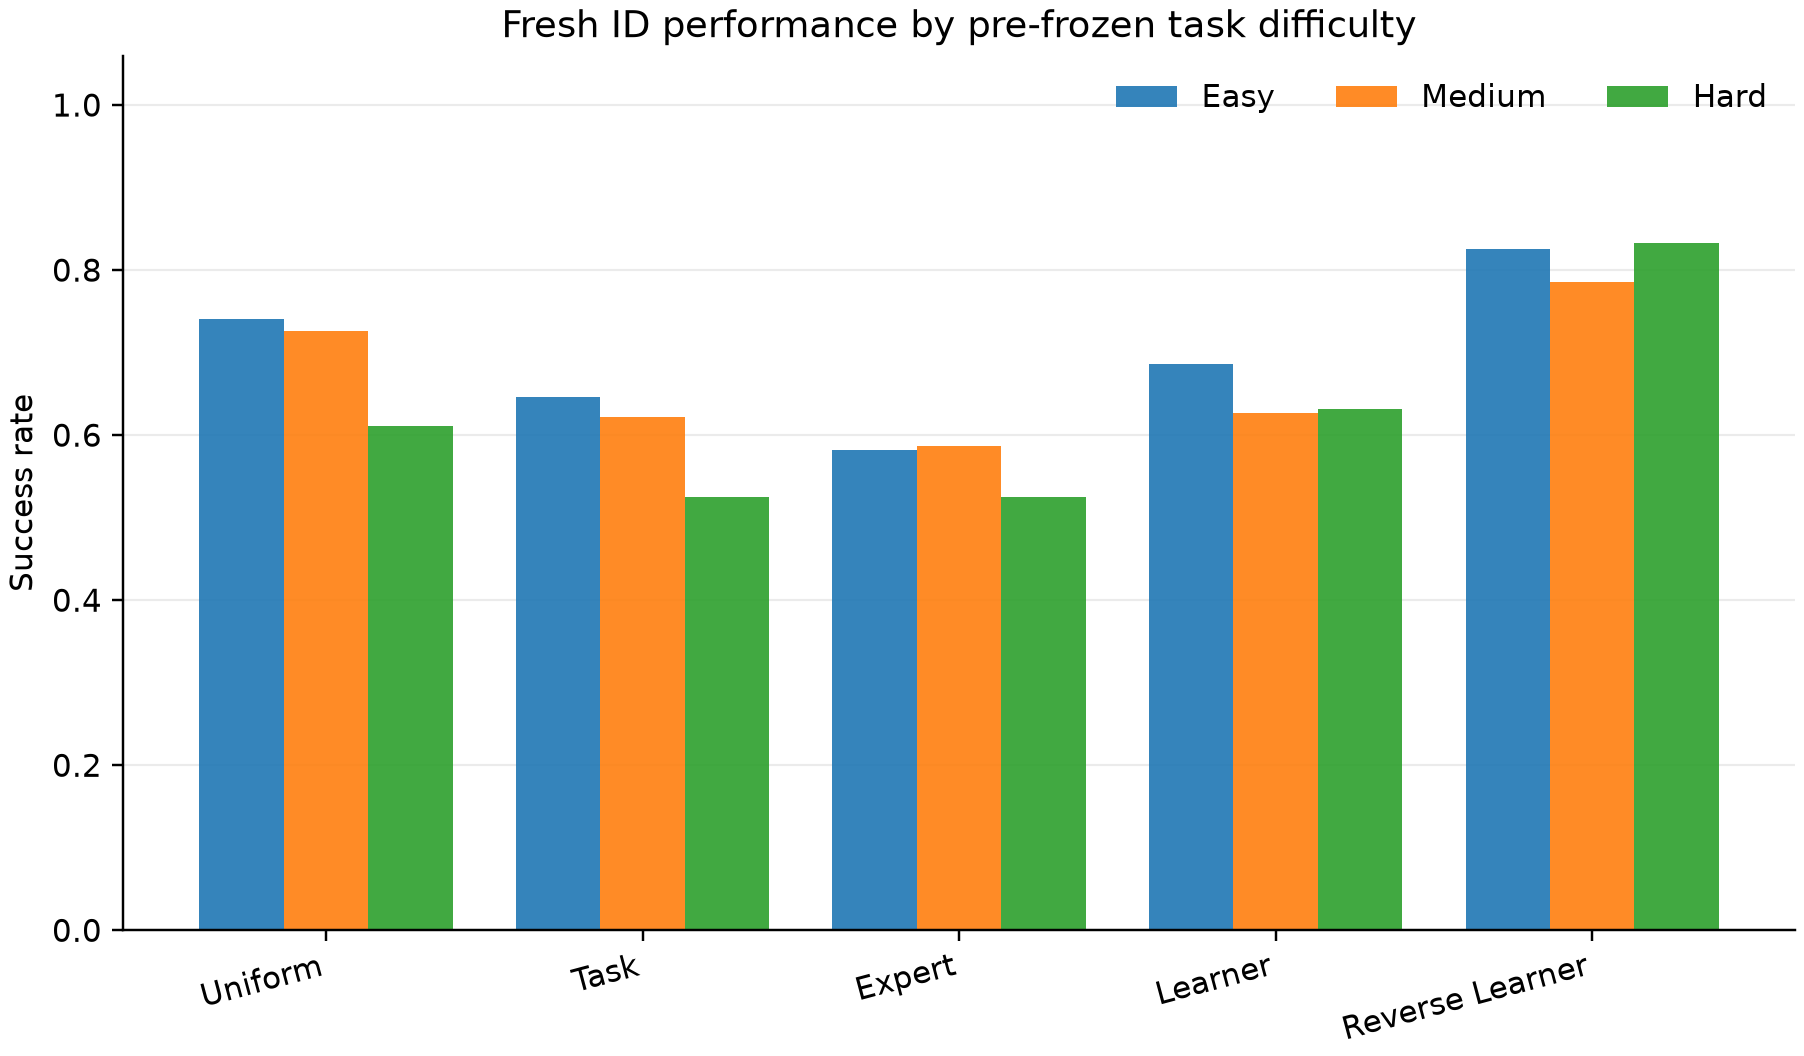 Fresh ID performance by pre-frozen task difficulty
Easy Medium Hard
1.0
0.8
0.6
0.4
0.2
0.0
Success rate
Uniform Task Expert Learner Reverse Learner